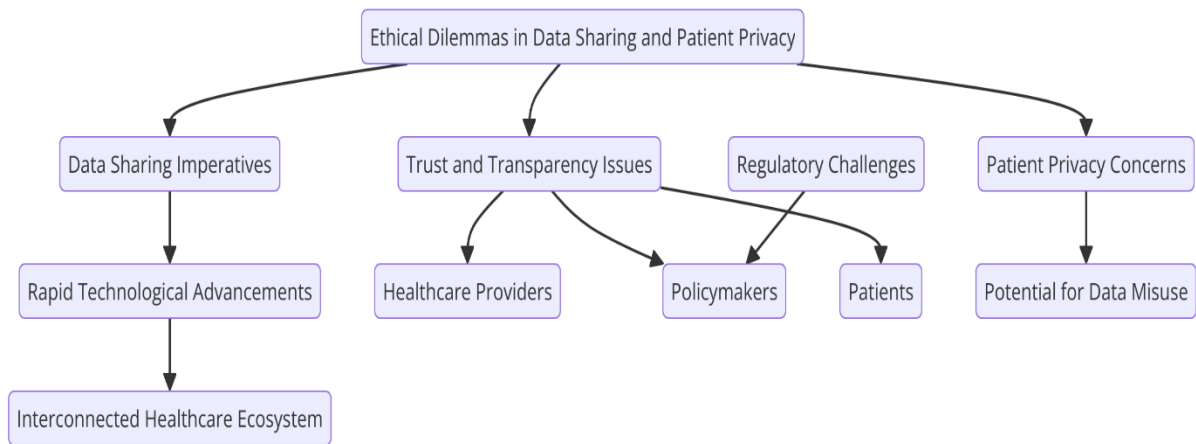 Ethical Dilemmas in Data Sharing and Patient Privacy
Data Sharing Imperatives
Trust and Transparency Issues
Regulatory Challenges
Patient Privacy Concerns
Rapid Technological Advancements
Healthcare Providers
Policymakers
Patients
Potential for Data Misuse
Interconnected Healthcare Ecosystem